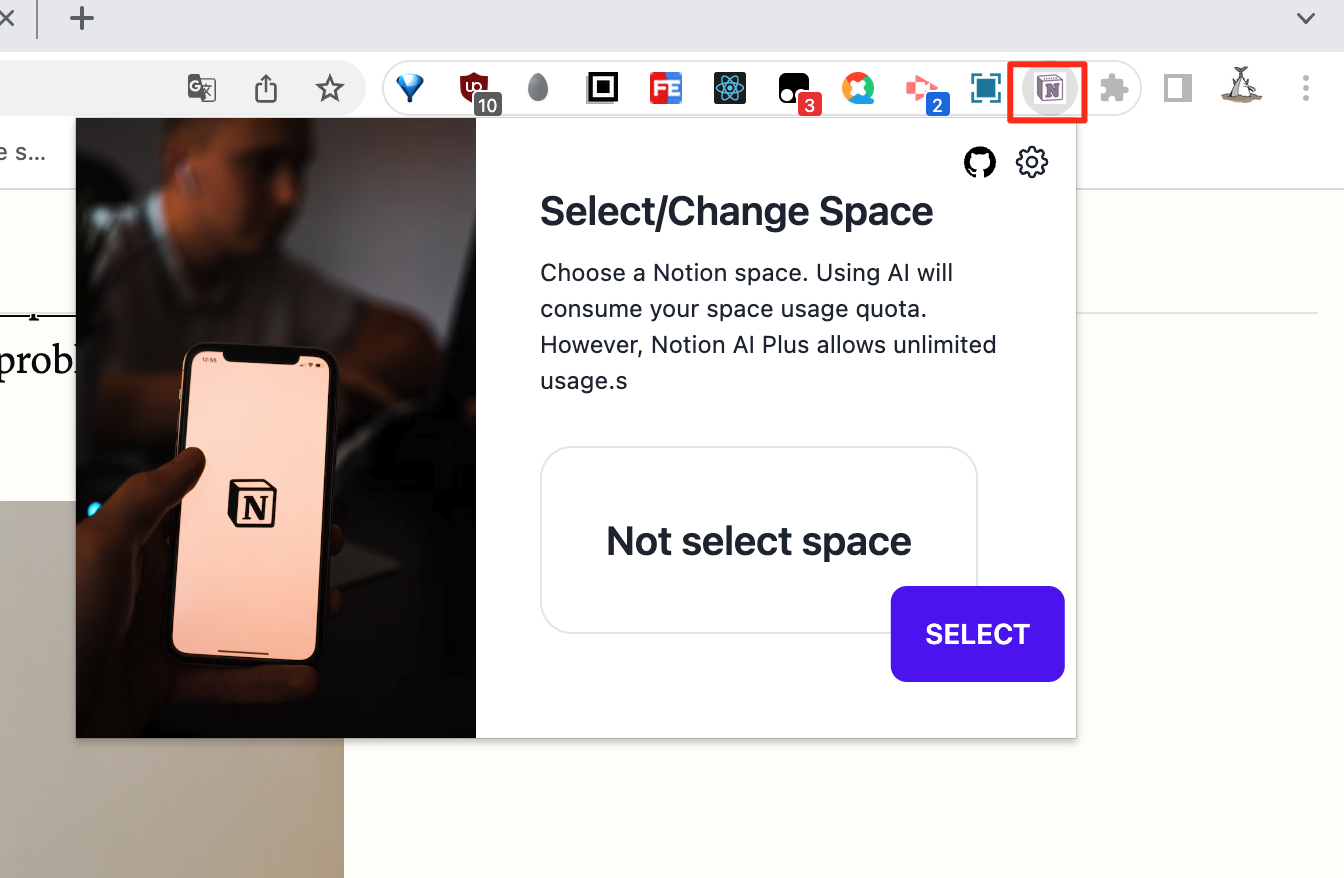 10
FE
3
2
N
e s...
Select/Change Space
Choose a Notion space. Using AI will
consume your space usage quota.
However, Notion AI Plus allows unlimited
usage.s
probl
12:55
N
Not select space
SELECT